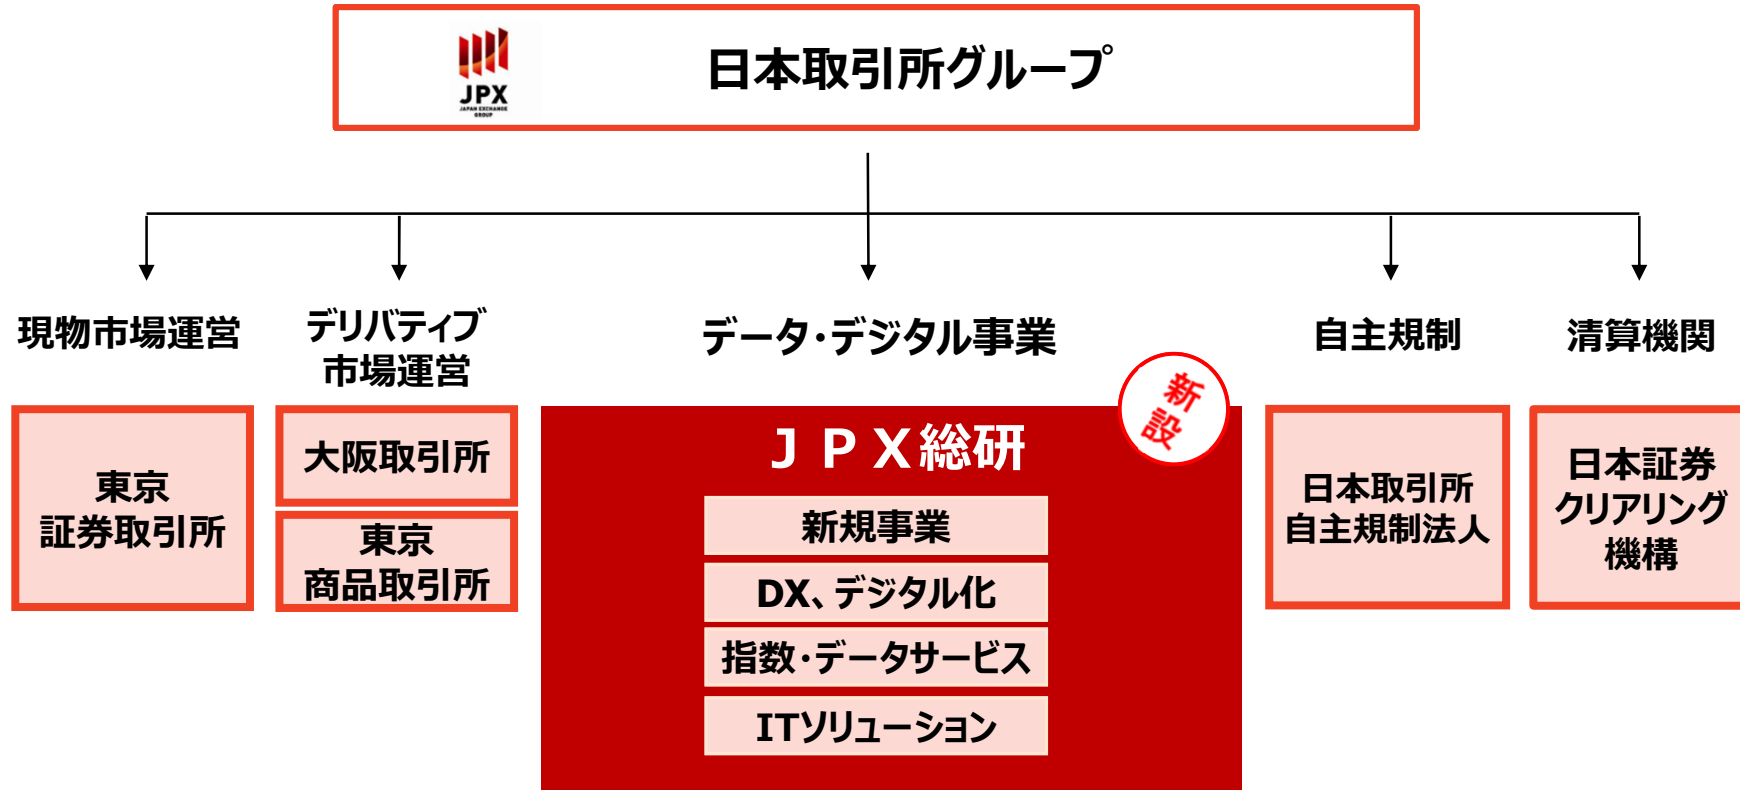 JPX
JAPAN EXCHANGE
GROUP
日本取引所グループ
現物市場運営
東京
証券取引所
デリバティブ
市場運営
大阪取引所
東京
商品取引所
データ・デジタル事業
新
設
ＪＰＸ総研
新規事業
DX、デジタル化
指数・データサービス
ITソリューション
自主規制
日本取引所
自主規制法人
清算機関
日本証券
クリアリング
機構